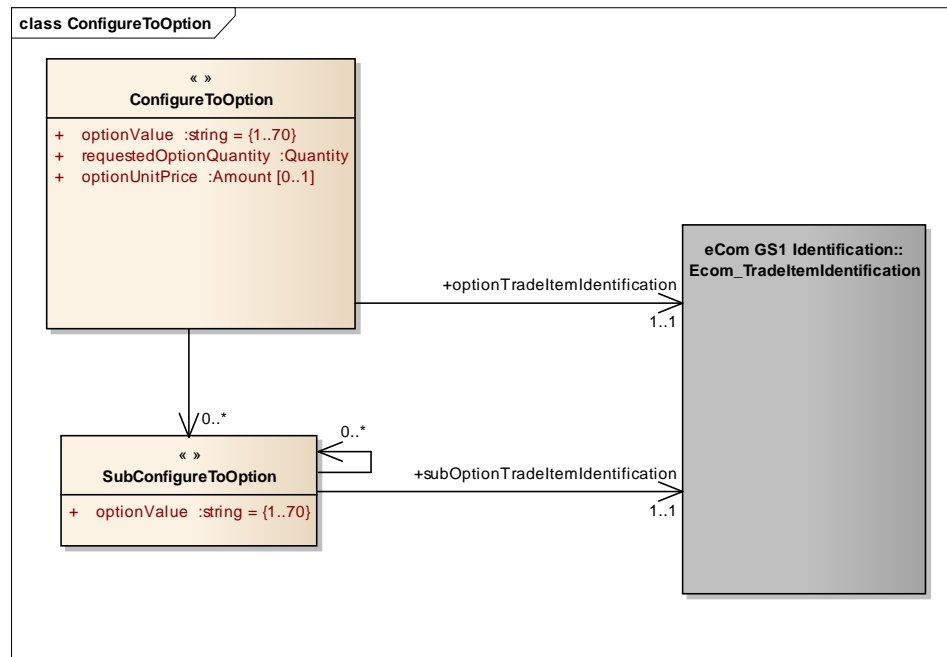 class ConfigureToOption
« »
ConfigureToOption
+ optionValue :string = {1..70}
+ requestedOptionQuantity :Quantity
+ optionUnitPrice :Amount [0..1]
eCom GS1 Identification::
Ecom_TradeItemIdentification
+optionTradeItemIdentification
1..1
0..*
0..*
« »
SubConfigureToOption
+ optionValue :string = {1..70}
+subOptionTradeItemIdentification
1..1